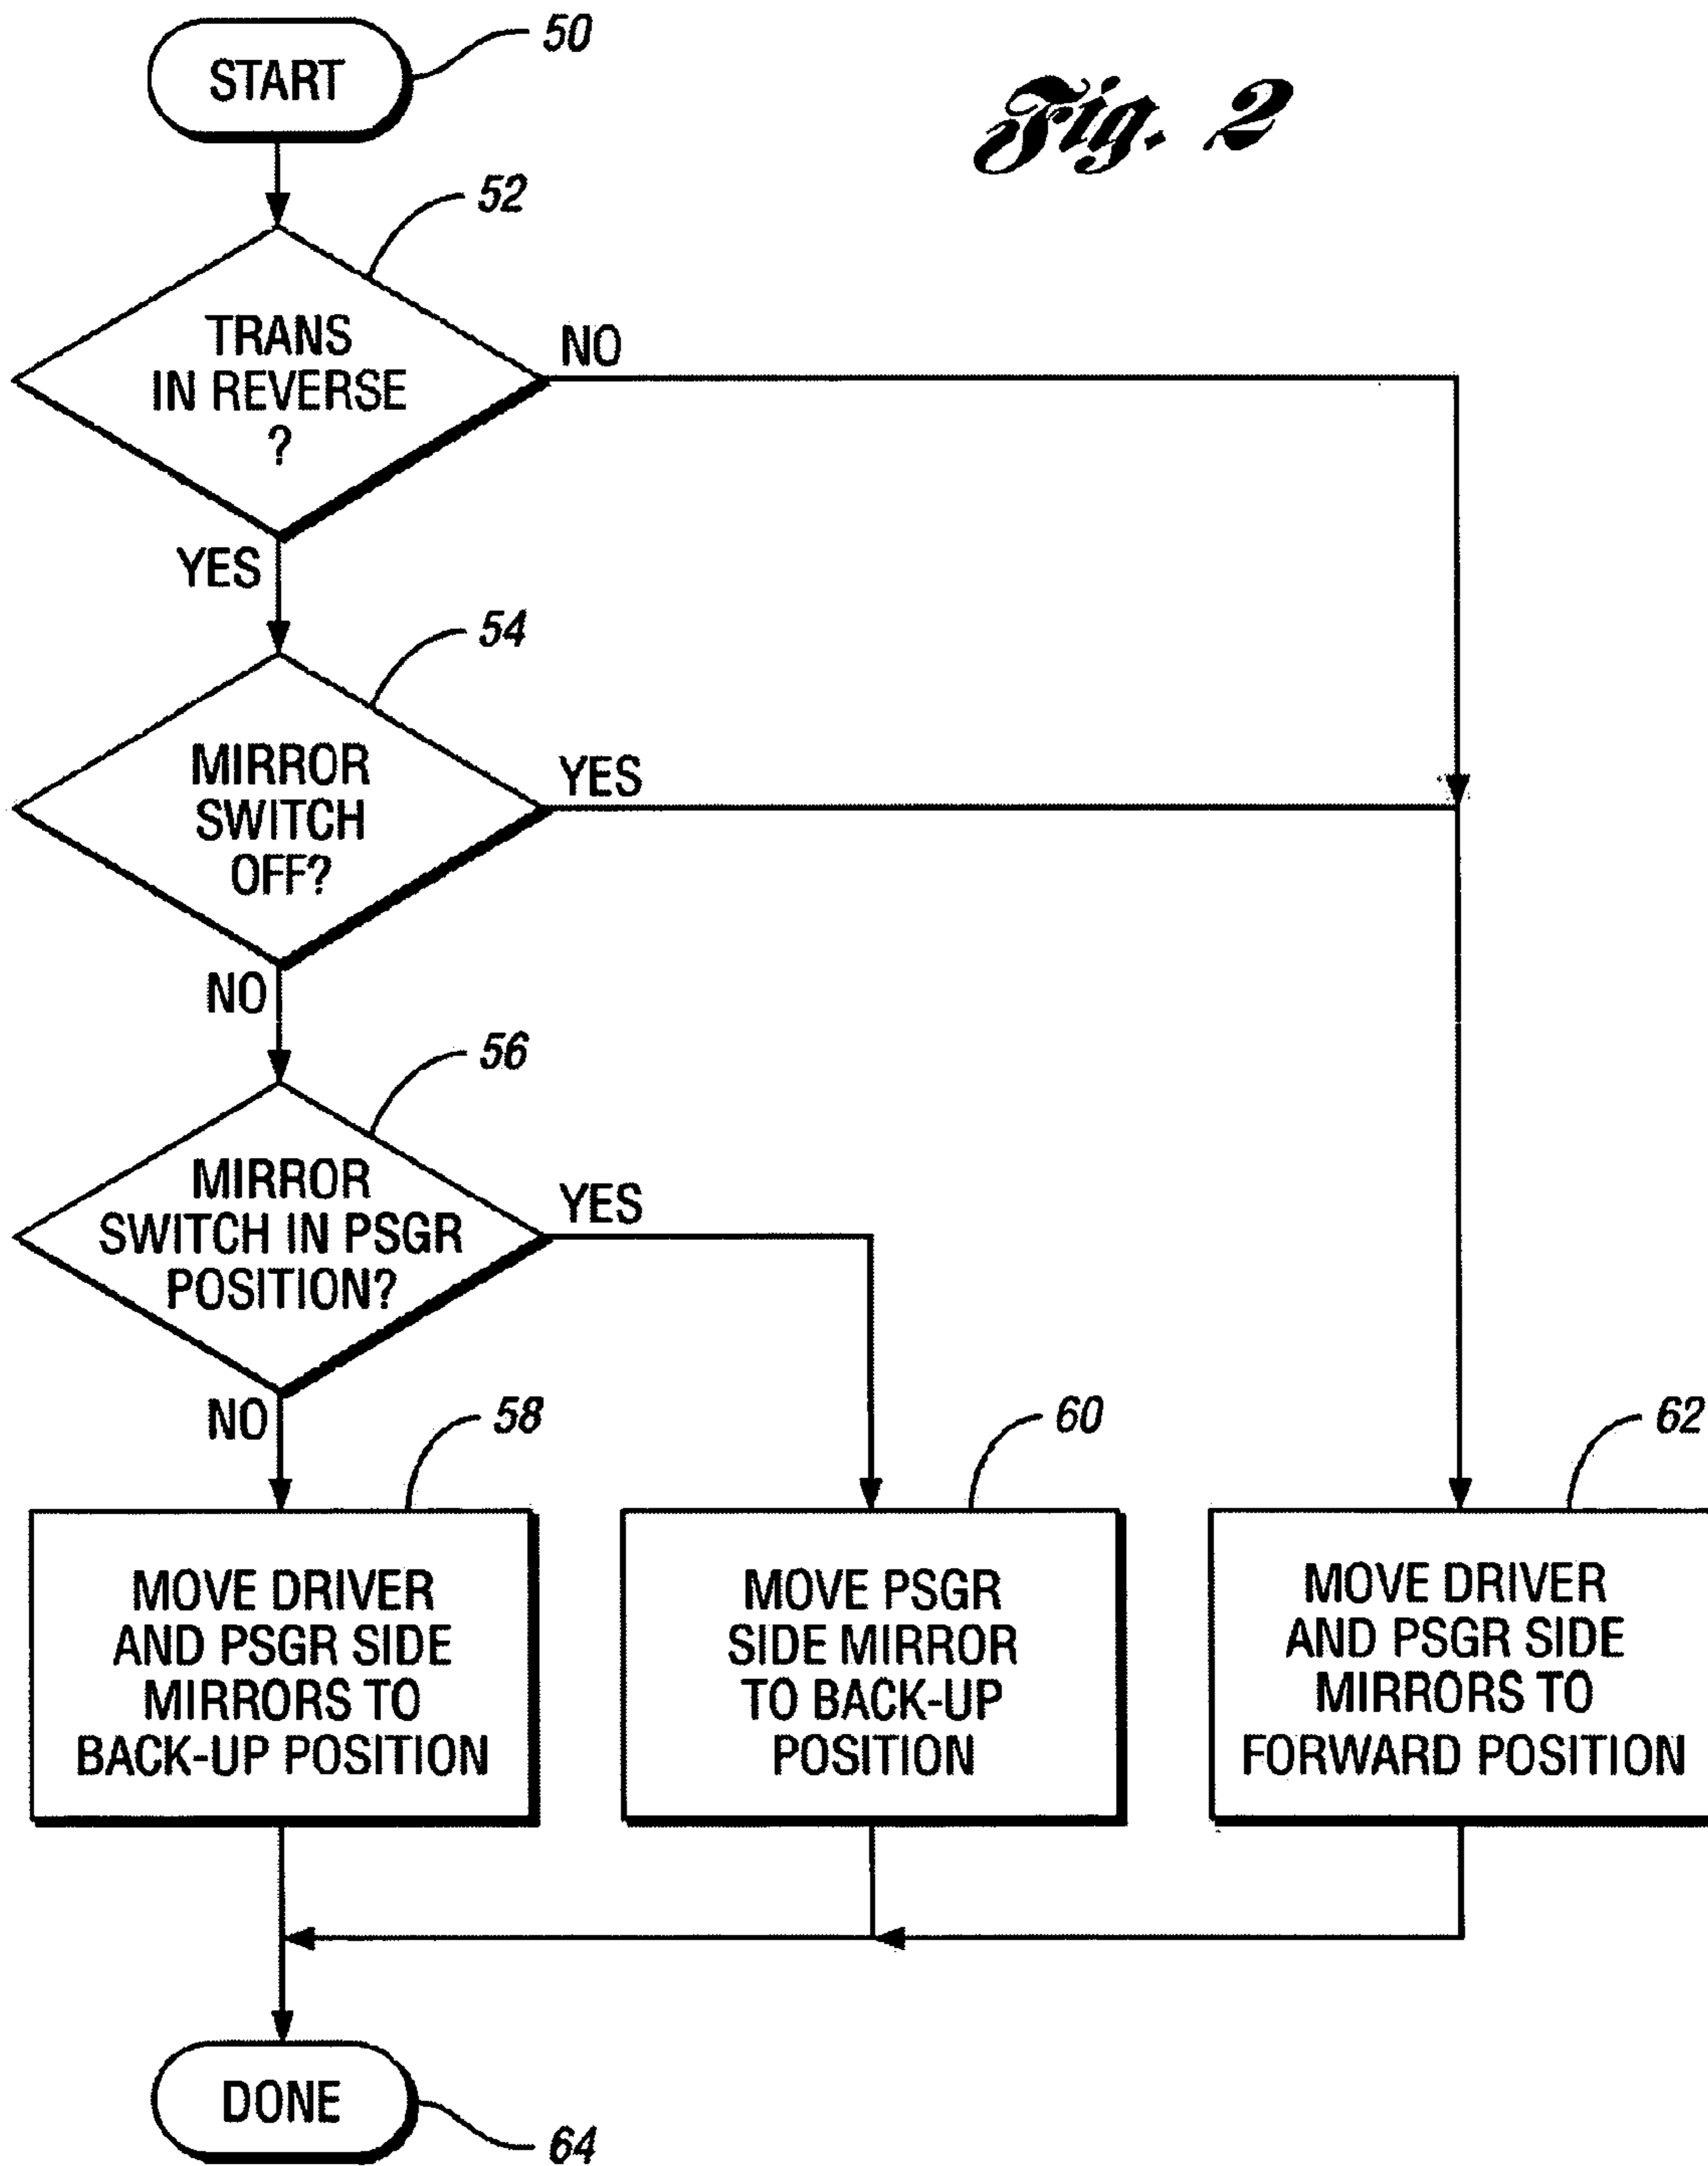 START
50
Fig. 2
52
TRANS
IN REVERSE
?
NO
YES
54
MIRROR
SWITCH
OFF?
YES
NO
56
MIRROR
SWITCH IN PSGR
POSITION?
YES
NO
58
60
62
MOVE DRIVER
AND PSGR SIDE
MIRRORS TO
BACK-UP POSITION
MOVE PSGR
SIDE MIRROR
TO BACK-UP
POSITION
MOVE DRIVER
AND PSGR SIDE
MIRRORS TO
FORWARD POSITION
DONE
64